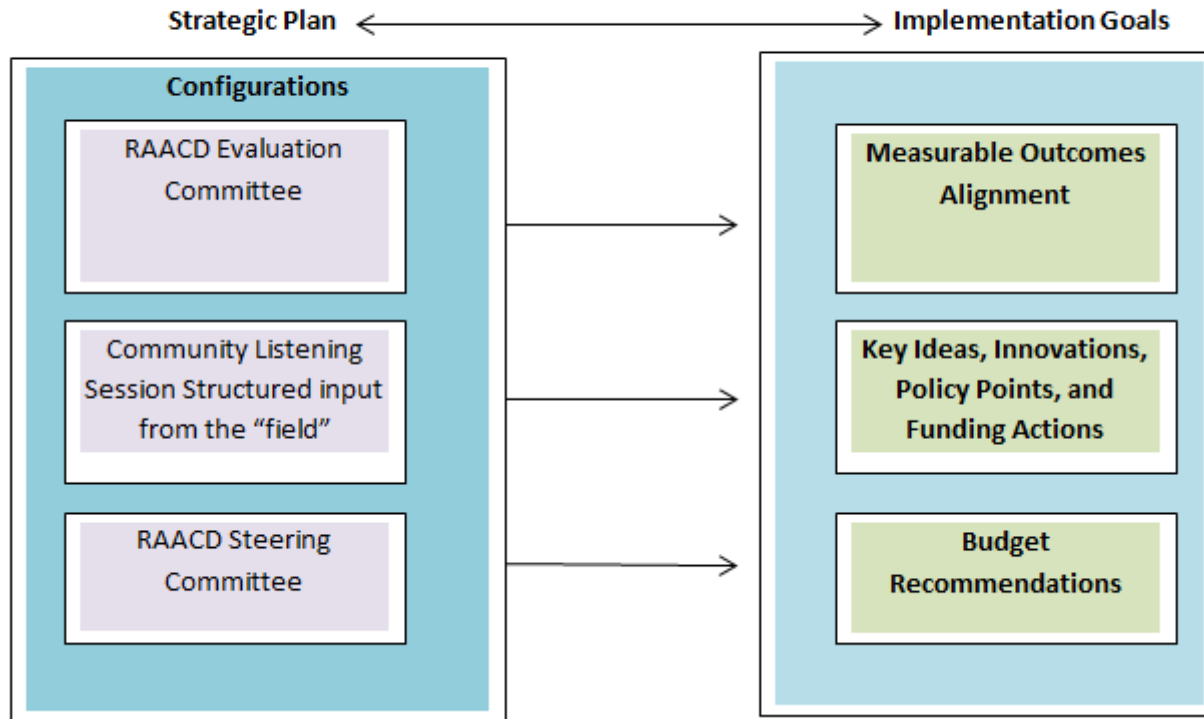 Strategic Plan
Implementation Goals
Configurations
RAACD Evaluation
Committee
Measurable Outcomes
Alignment
Community Listening
Session Structured input
from the “field”
Key Ideas, Innovations,
Policy Points, and
Funding Actions
RAACD Steering
Committee
Budget
Recommendations